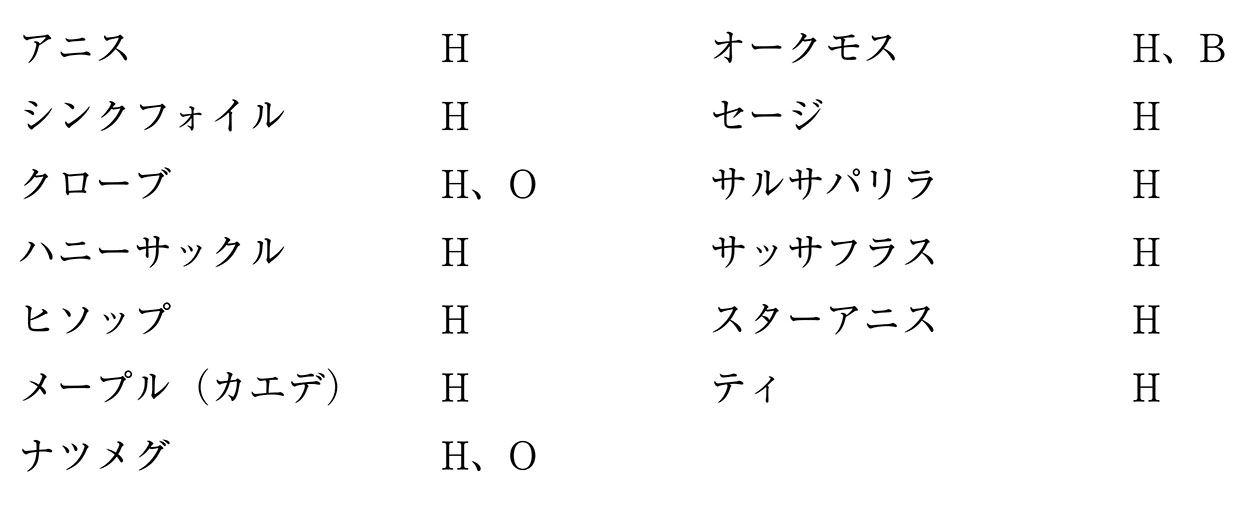 アニス H
シンクフォイル H
クローブ H、O
ハニーサックル H
ヒソップ H
メープル（カエデ） H
ナツメグ H、O
オークモス H、B
セージ H
サルサパリラ H
サッサフラス H
スターアニス H
ティ H